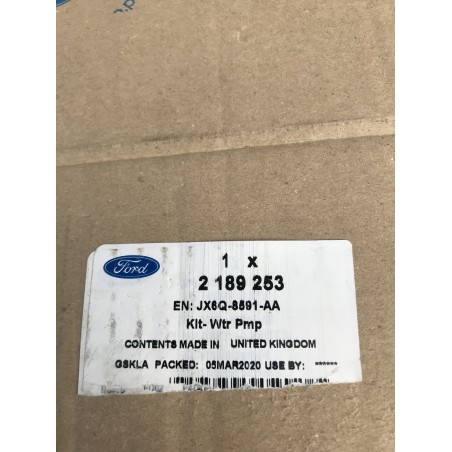 Ford
1 x
2 189 253
EN: JX6Q-8591-AA
Kit- Wtr Pmp
CONTENTS MADE IN UNITED KINGDOM
GSKLA PACKED: 05MAR2020 USE BY: ******